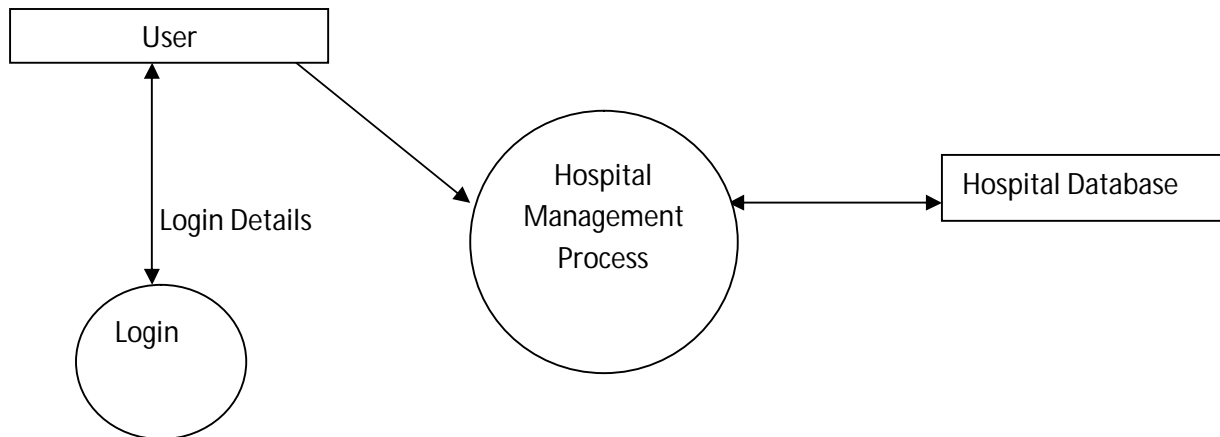 User
Login Details
Login
Hospital
Management
Process
Hospital Database